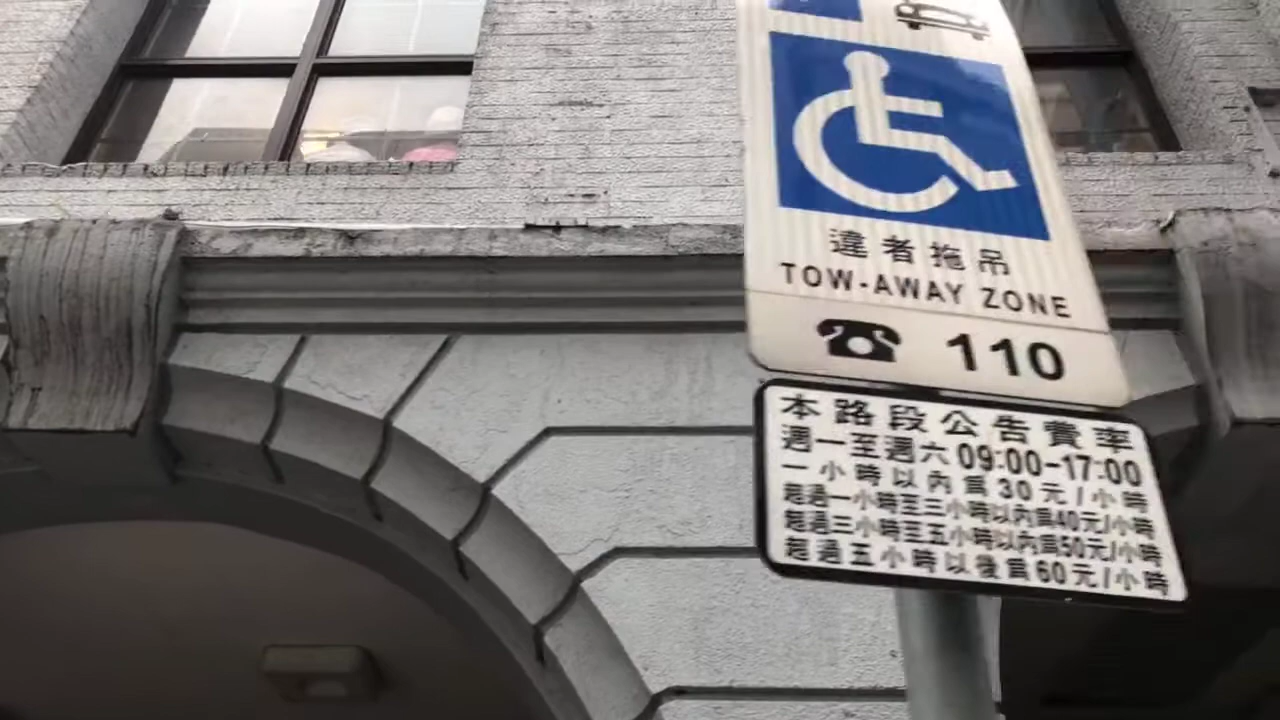 違者拖吊
TOW-AWAY ZONE
110
本路段公告費率
週一至週六 09:00-17:00
一小時以內為30元/小時
超過一小時至三小時以內為40元/小時
超過三小時至五小時以內為50元/小時
超過五小時以後為60元/小時